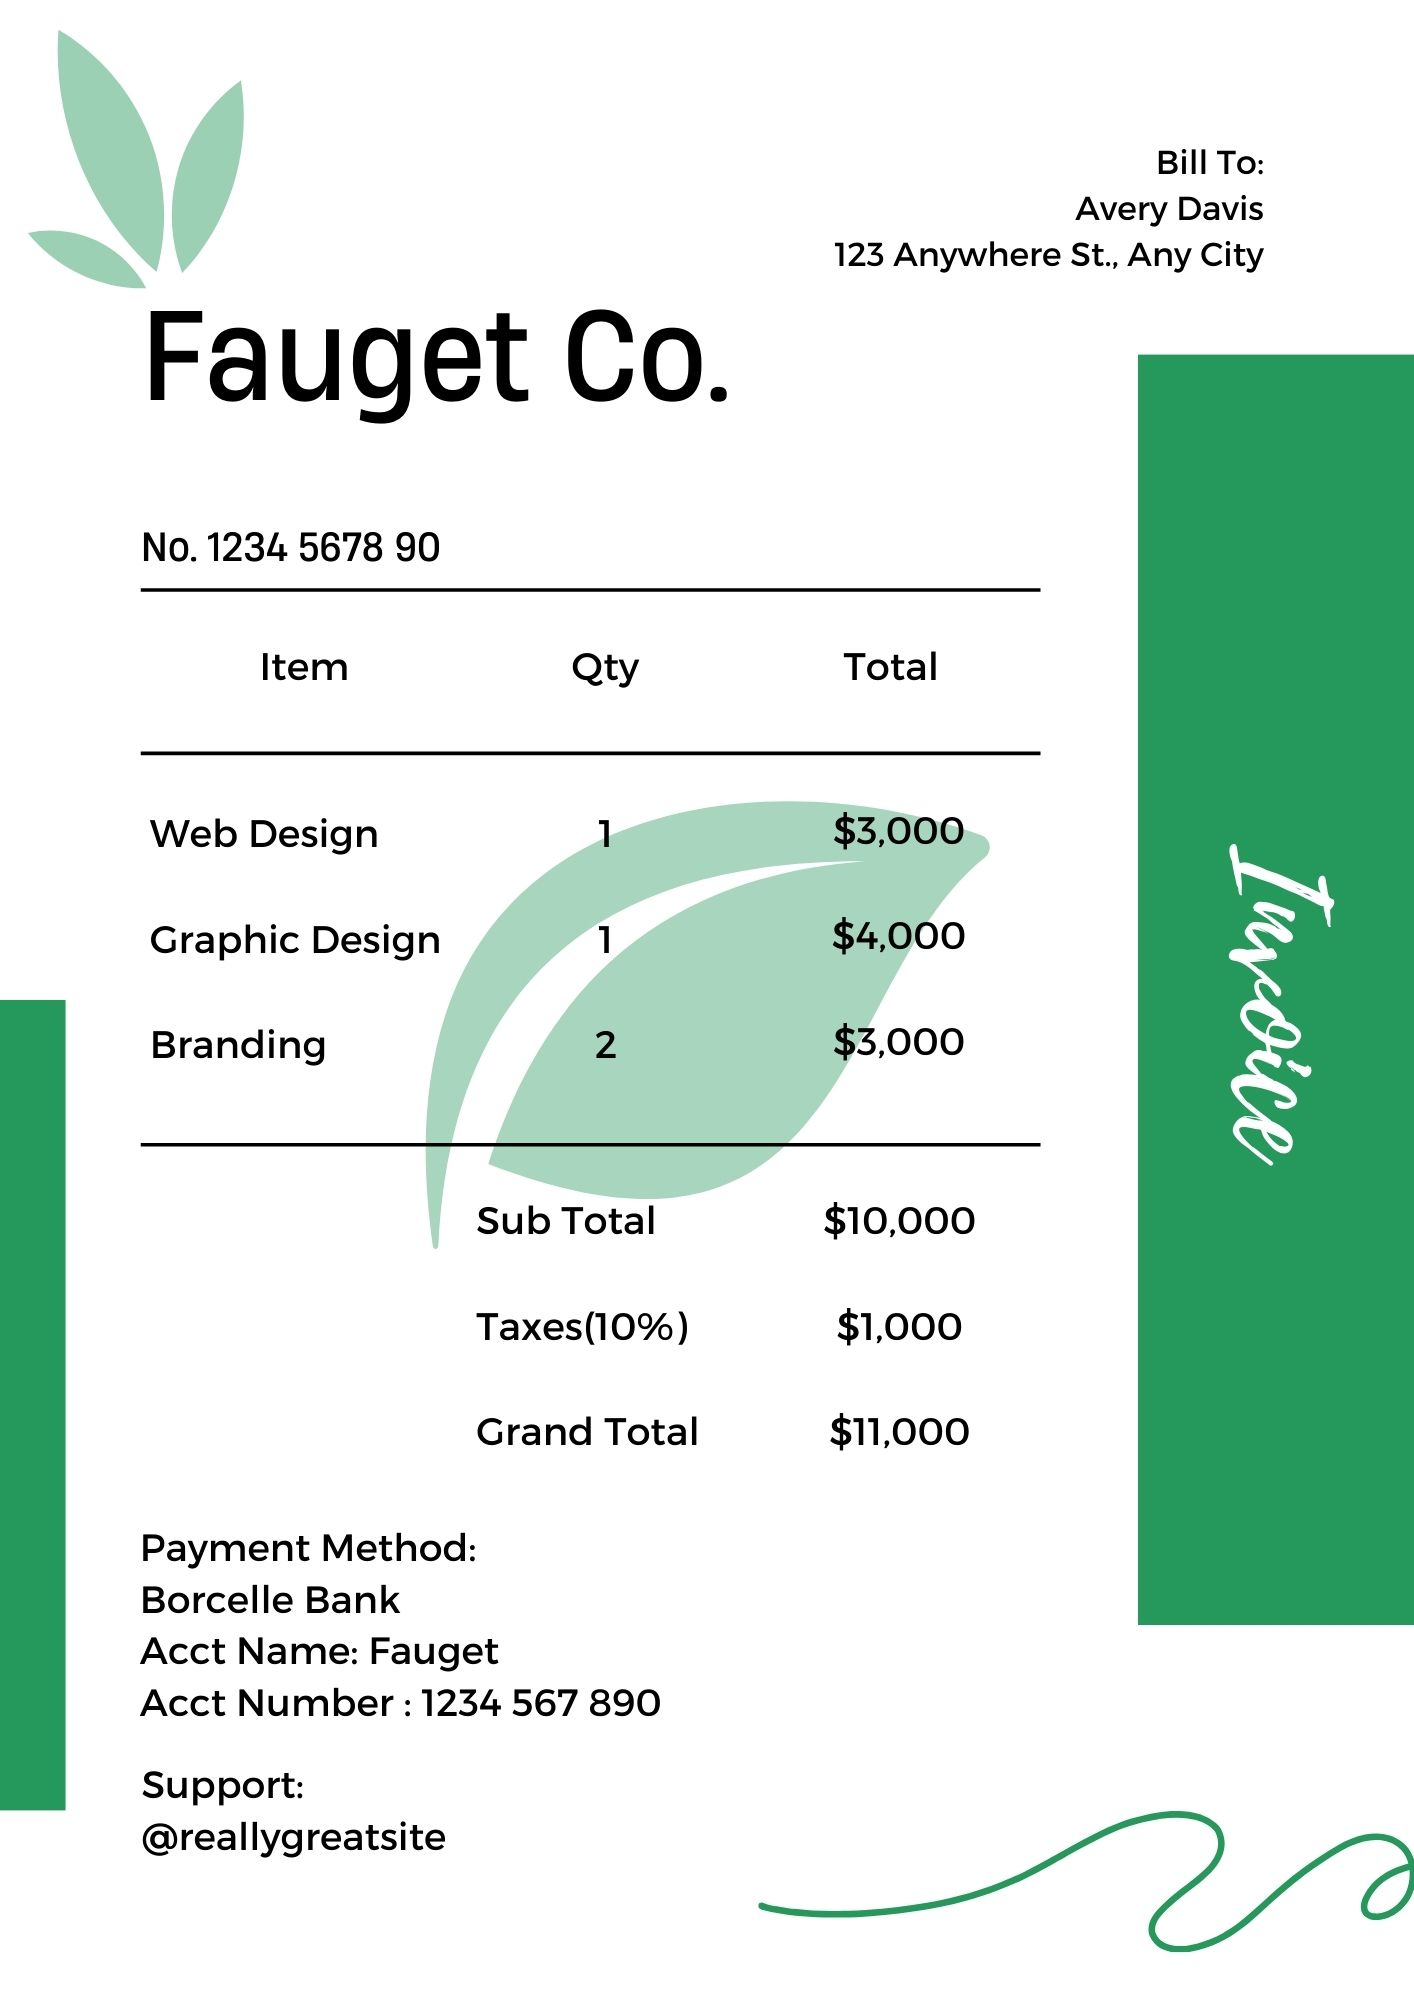 Bill To:
Avery Davis
123 Anywhere St., Any City
Fauget Co.
No. 1234 5678 90
Item Qty Total
Web Design 1 $3,000
Graphic Design 1 $4,000
Branding 2 $3,000
Sub Total $10,000
Taxes(10%) $1,000
Grand Total $11,000
Invoice
Payment Method:
Borcelle Bank
Acct Name: Fauget
Acct Number : 1234 567 890
Support:
@reallygreatsite